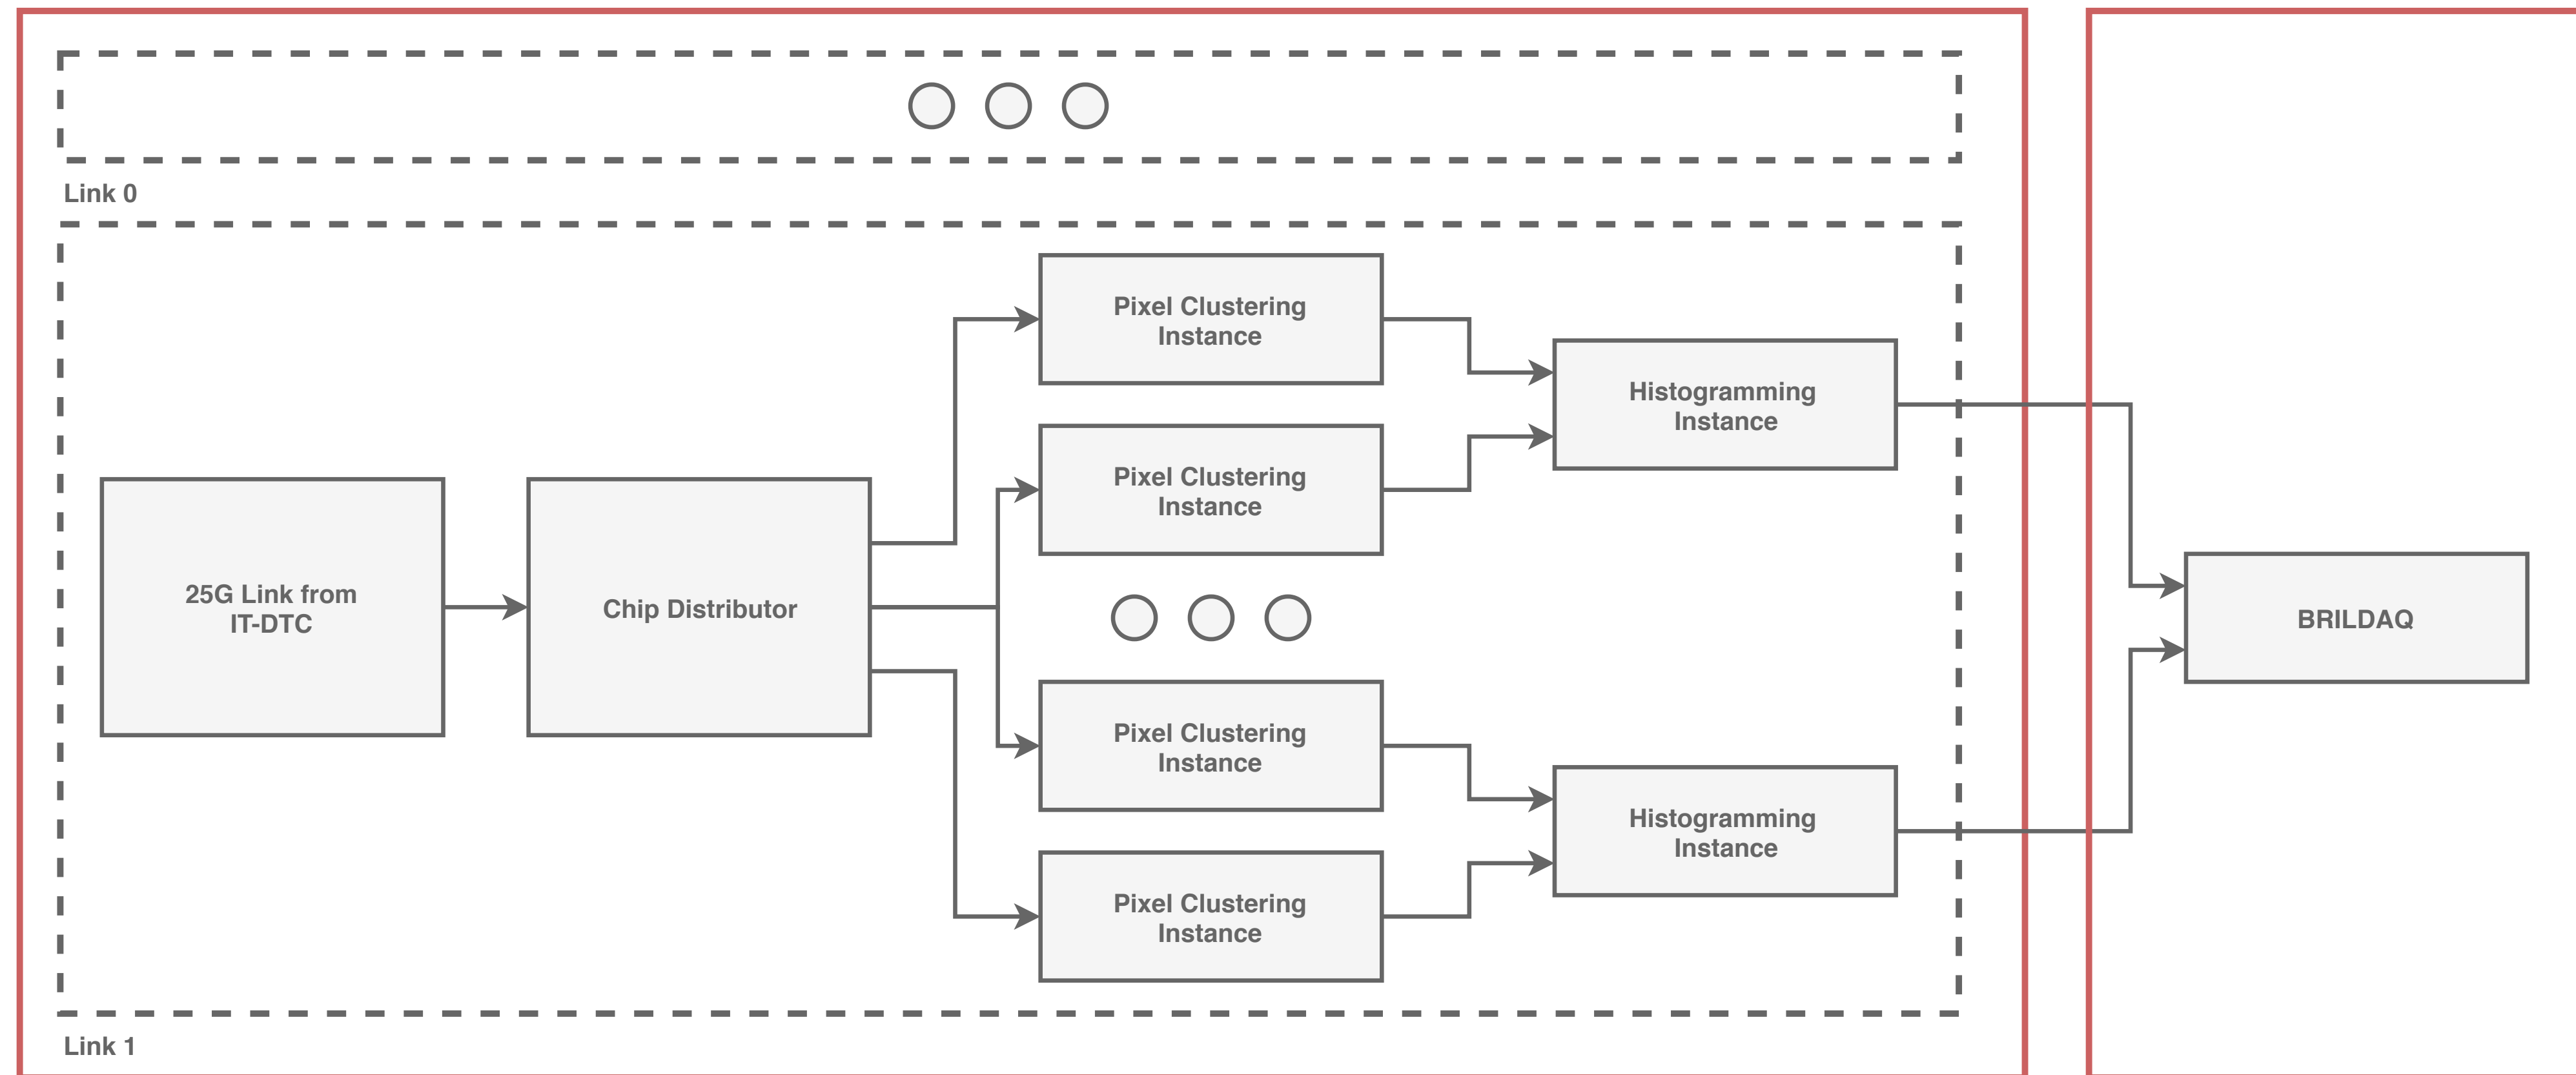 Link 0
Pixel Clustering
Instance
Histogramming
Instance
Pixel Clustering
Instance
25G Link from
IT-DTC
Chip Distributor
BRILDAQ
Pixel Clustering
Instance
Histogramming
Instance
Pixel Clustering
Instance
Link 1